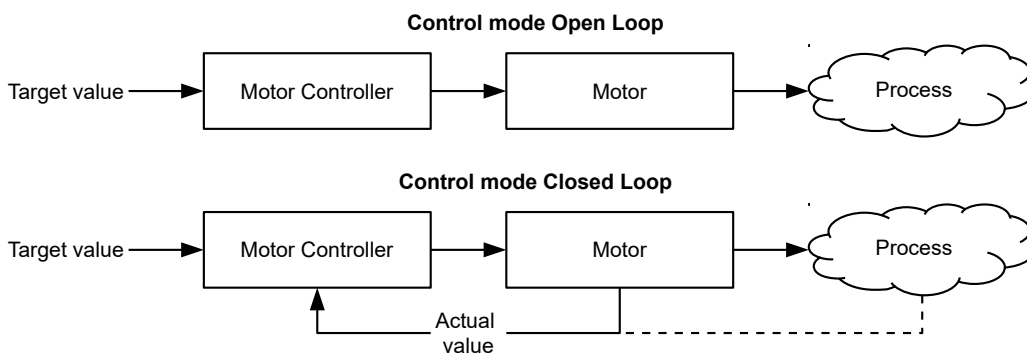 Control mode Open Loop
Target value
Motor Controller
Motor
Process
Control mode Closed Loop
Target value
Motor Controller
Motor
Process
Actual
value